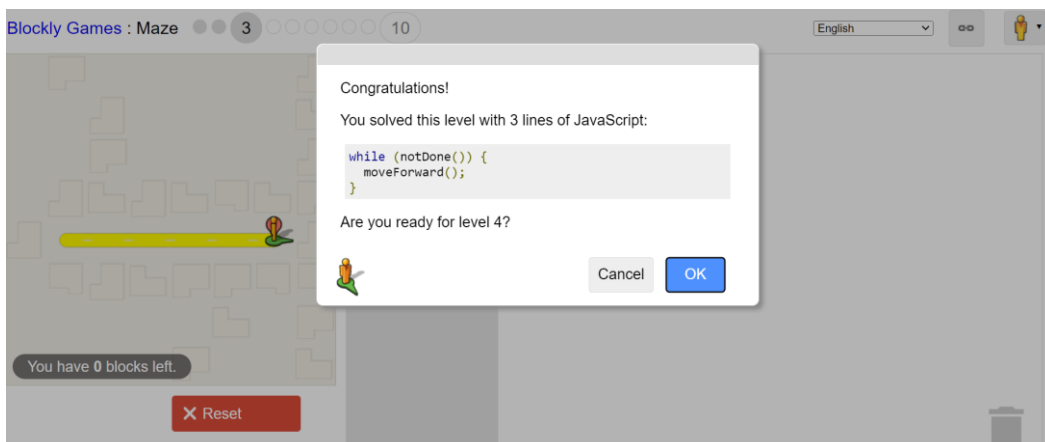 Blockly Games : Maze 3 10 English
Congratulations!
You solved this level with 3 lines of JavaScript:
while (notDone()) {
  moveForward();
}
Are you ready for level 4?
Cancel OK
You have 0 blocks left.
Reset